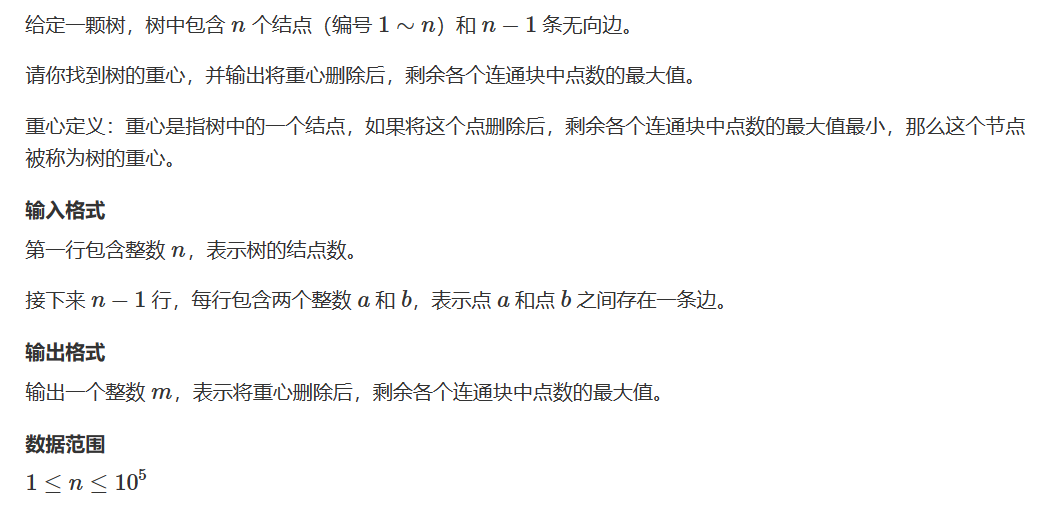 给定一颗树，树中包含 n 个结点（编号 1 ∼ n）和 n − 1 条无向边。
请你找到树的重心，并输出将重心删除后，剩余各个连通块中点数的最大值。
重心定义：重心是指树中的一个结点，如果将这个点删除后，剩余各个连通块中点数的最大值最小，那么这个节点
被称为树的重心。
输入格式
第一行包含整数 n，表示树的结点数。
接下来 n − 1 行，每行包含两个整数 a 和 b，表示点 a 和点 b 之间存在一条边。
输出格式
输出一个整数 m，表示将重心删除后，剩余各个连通块中点数的最大值。
数据范围
1 ≤ n ≤ 10⁵